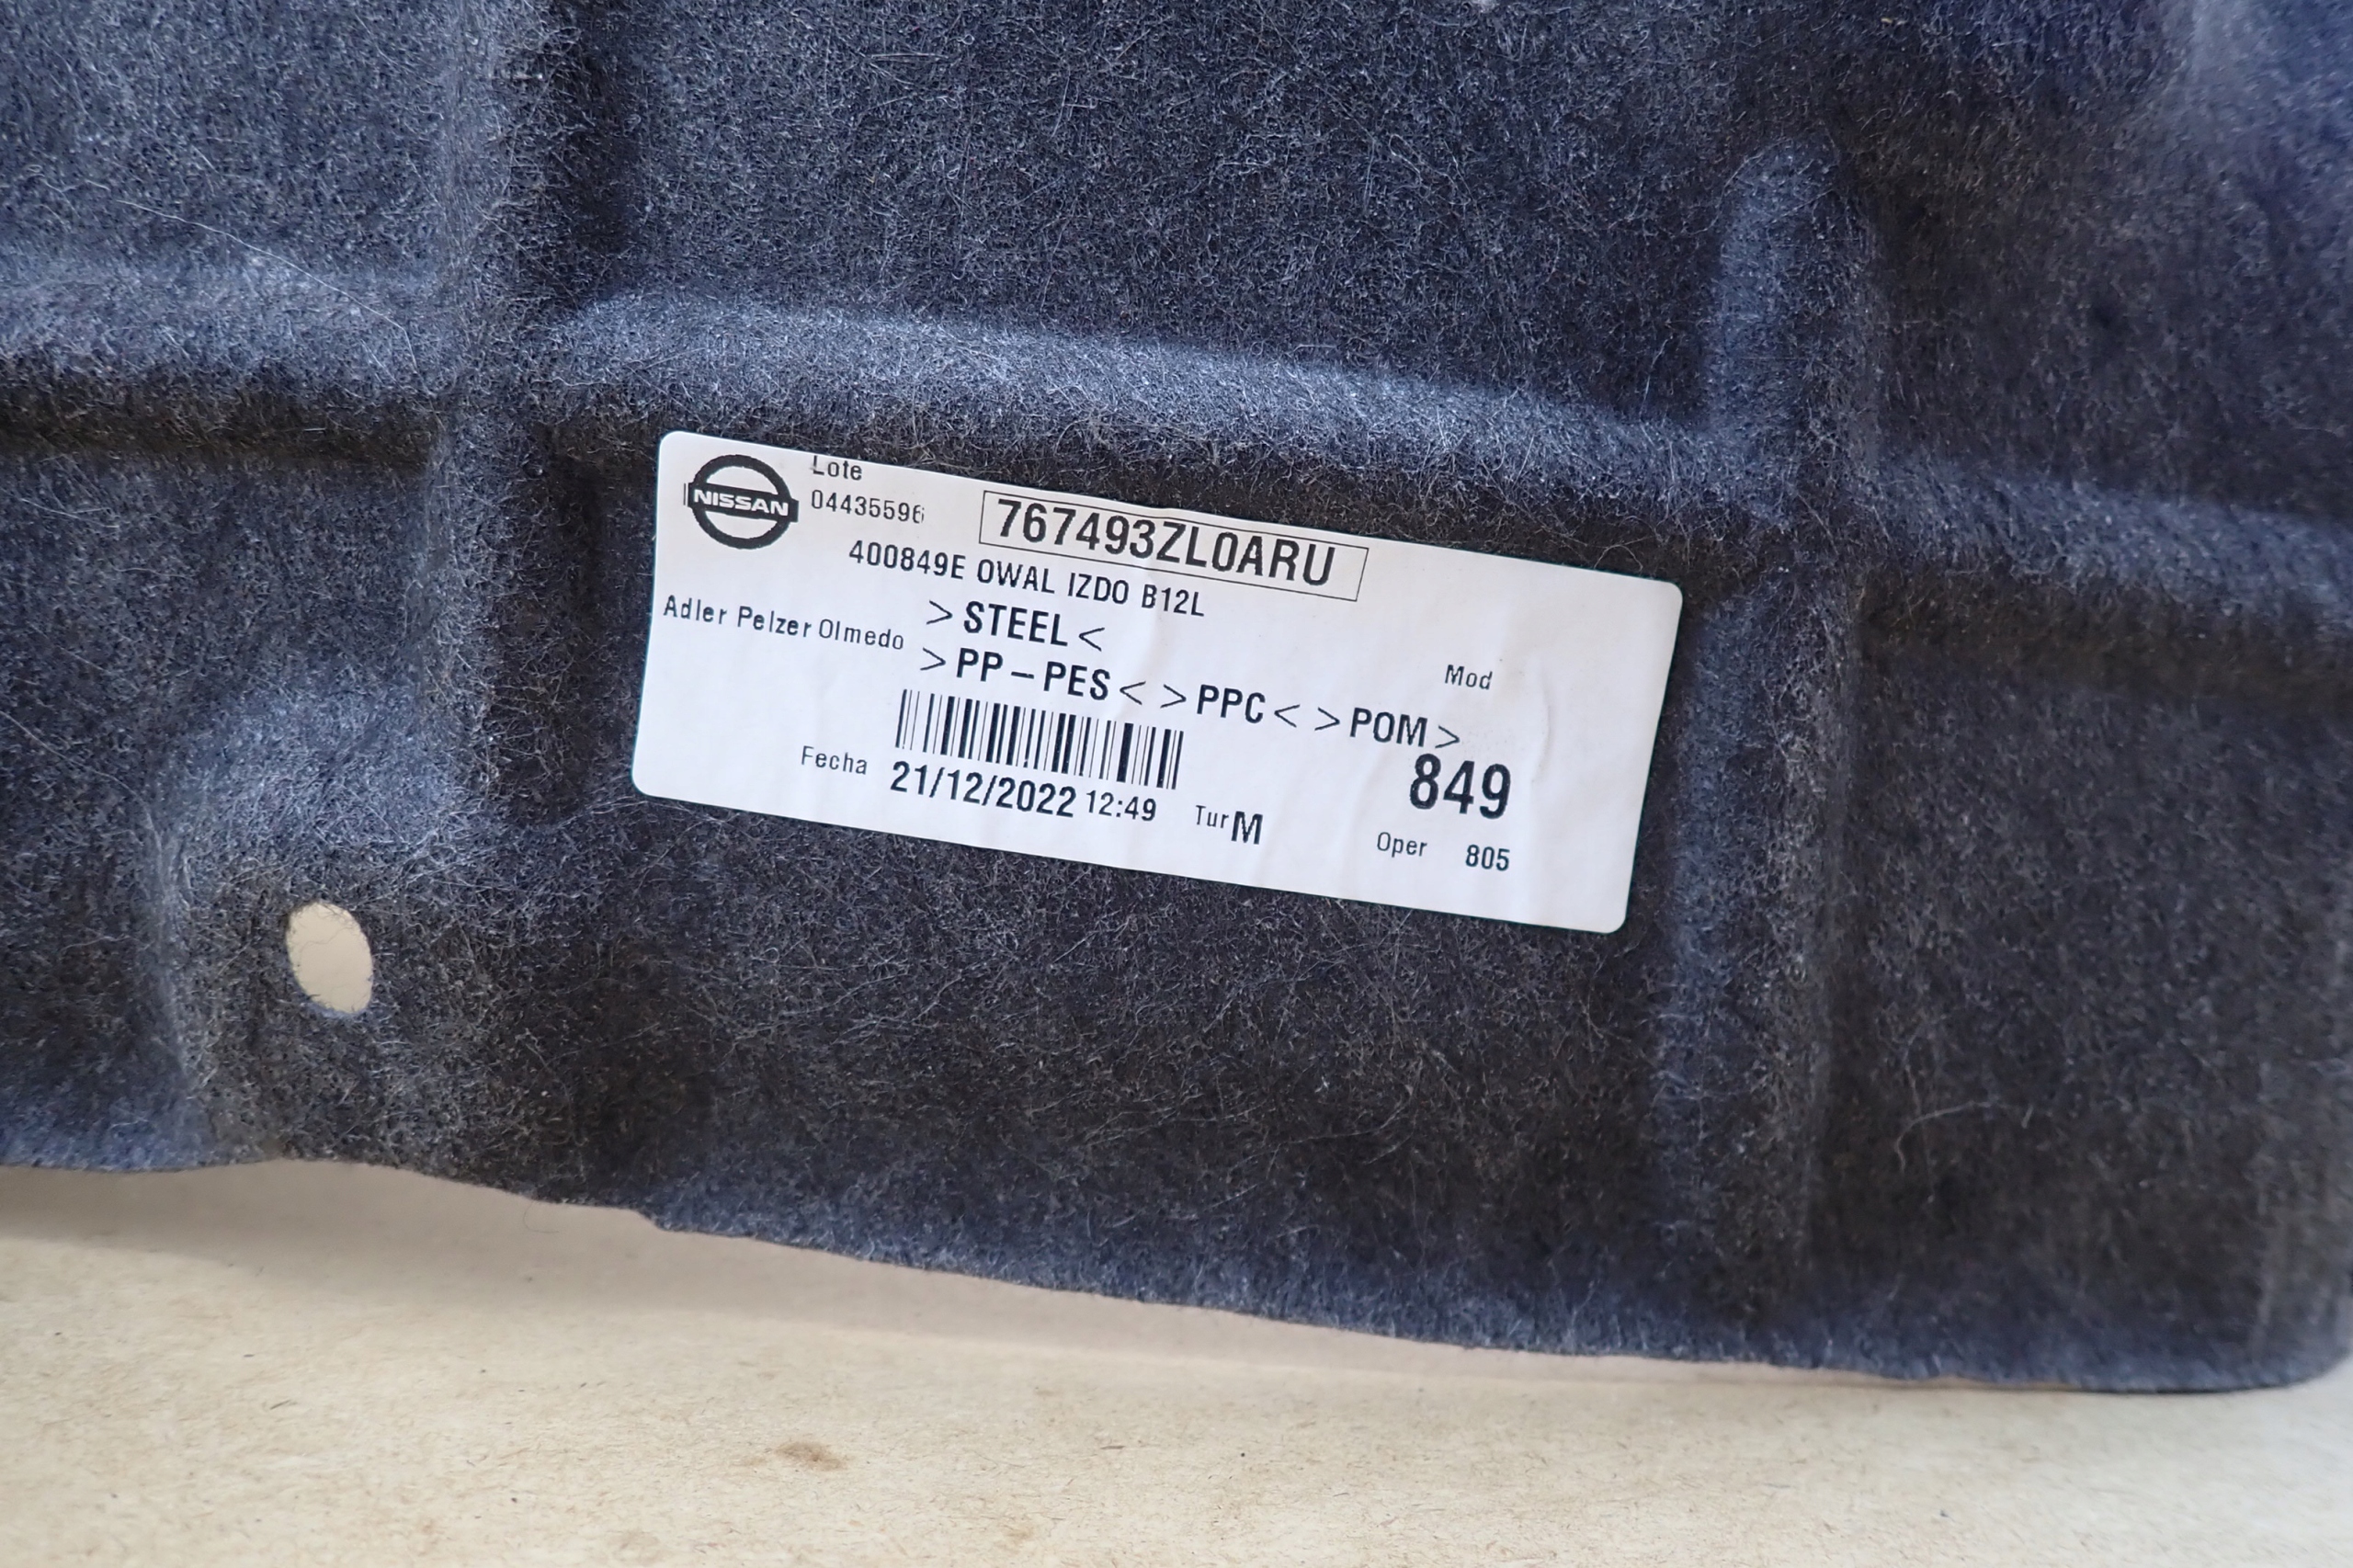 NISSAN
Lote
04435596
767493ZL0ARU
400849E OWAL IZDO B12L
Adler Pelzer Olmedo
>STEEL<
>PP-PES< >PPC< >POM>
Mod
849
Fecha 21/12/2022 12:49 Tur M
Oper 805